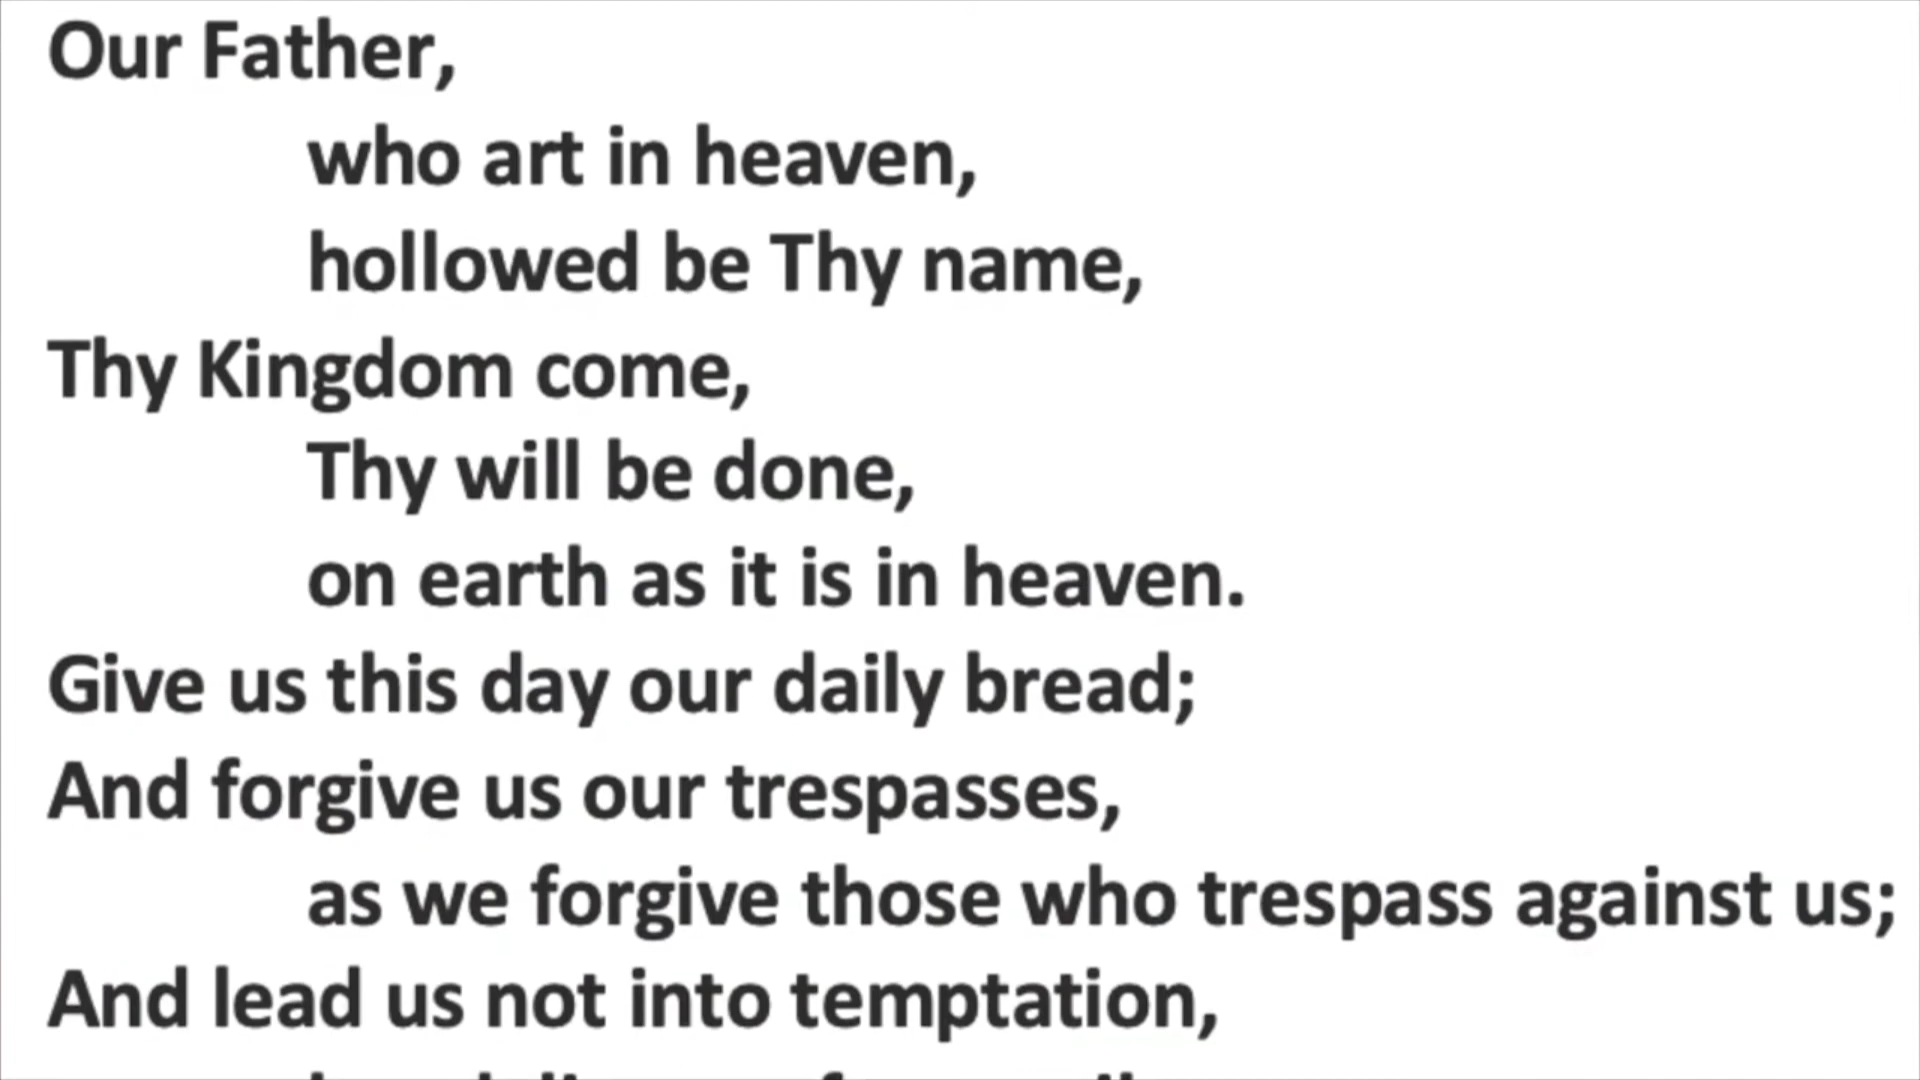 Our Father,
who art in heaven,
hollowed be Thy name,
Thy Kingdom come,
Thy will be done,
on earth as it is in heaven.
Give us this day our daily bread;
And forgive us our trespasses,
as we forgive those who trespass against us;
And lead us not into temptation,